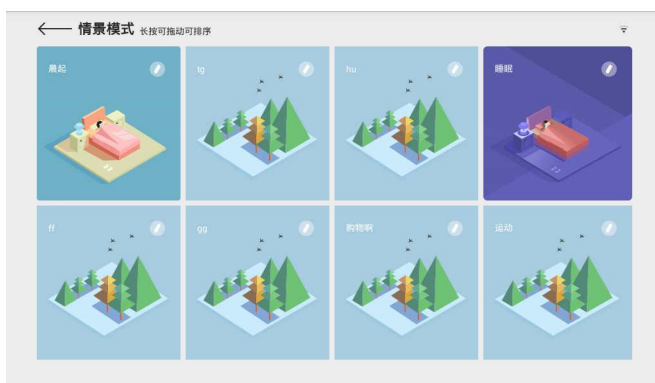 情景模式 长按可拖动可排序
晨起
tg
hu
睡眠
ff
gg
购物啊
运动